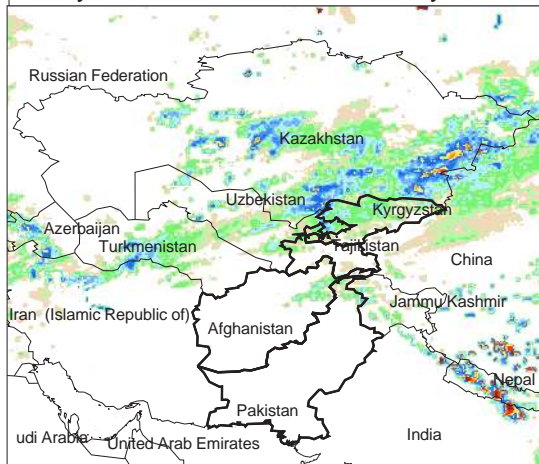 Russian Federation
Kazakhstan
Uzbekistan
Kyrgyzstan
Azerbaijan
Turkmenistan
Tajikistan
China
Iran (Islamic Republic of)
Jammu Kashmir
Afghanistan
Nepal
Pakistan
udi Arabia
United Arab Emirates
India